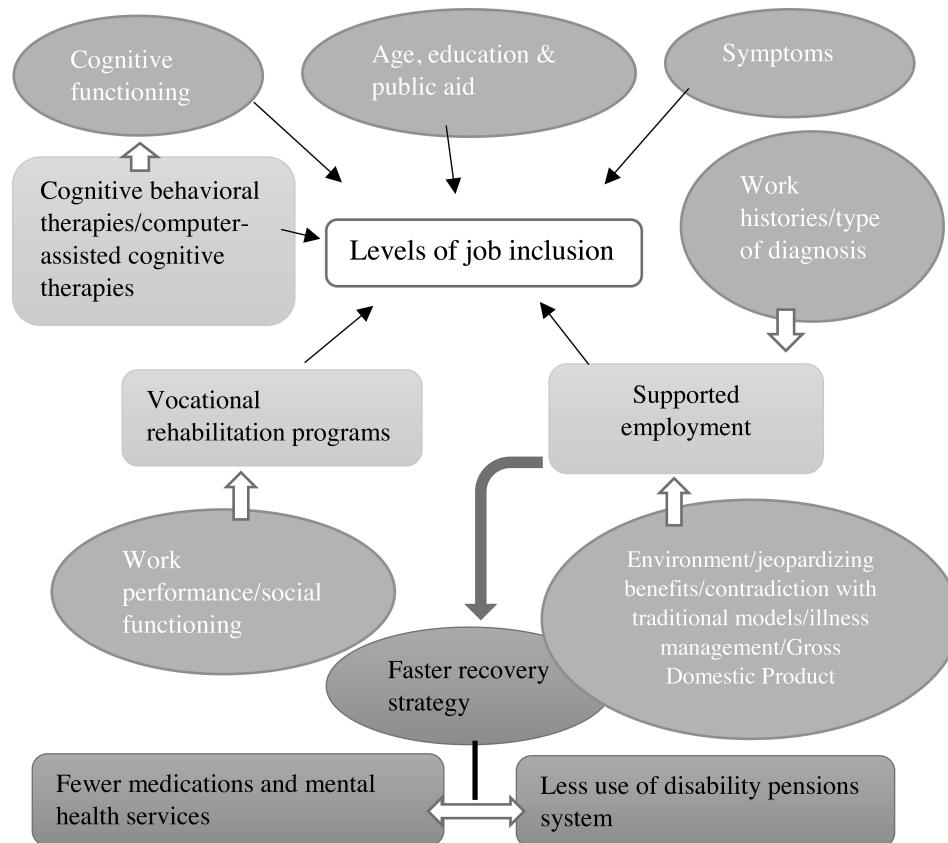 Cognitive
functioning
Age, education &
public aid
Symptoms
Cognitive behavioral
therapies/computer-
assisted cognitive
therapies
Work
histories/type
of diagnosis
Levels of job inclusion
Vocational
rehabilitation programs
Supported
employment
Work
performance/social
functioning
Environment/jeopardizing
benefits/contradiction with
traditional models/illness
management/Gross
Domestic Product
Faster recovery
strategy
Fewer medications and mental
health services
Less use of disability pensions
system